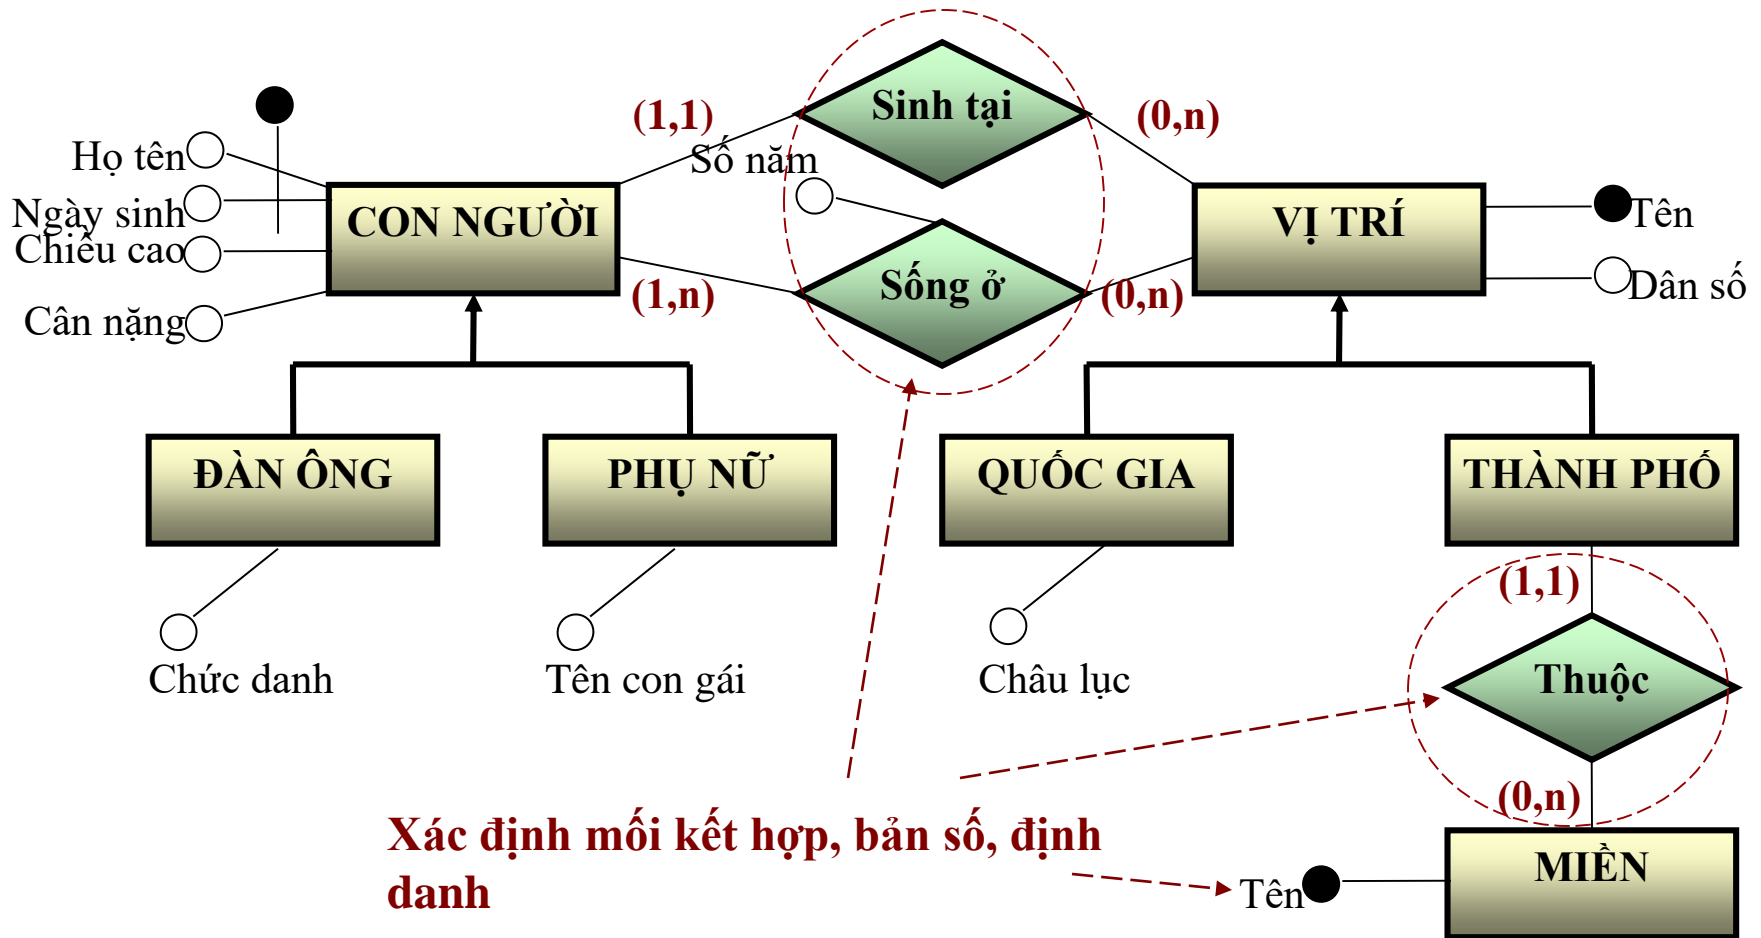 Sinh tại
(1,1)
(0,n)
Họ tên
Số năm
Ngày sinh
CON NGƯỜI
VỊ TRÍ
Tên
Chiều cao
Sống ở
(1,n)
(0,n)
Dân số
Cân nặng
ĐÀN ÔNG
PHỤ NỮ
QUỐC GIA
THÀNH PHỐ
(1,1)
Chức danh
Tên con gái
Châu lục
Thuộc
(0,n)
Xác định mối kết hợp, bản số, định
danh
MIỀN
Tên